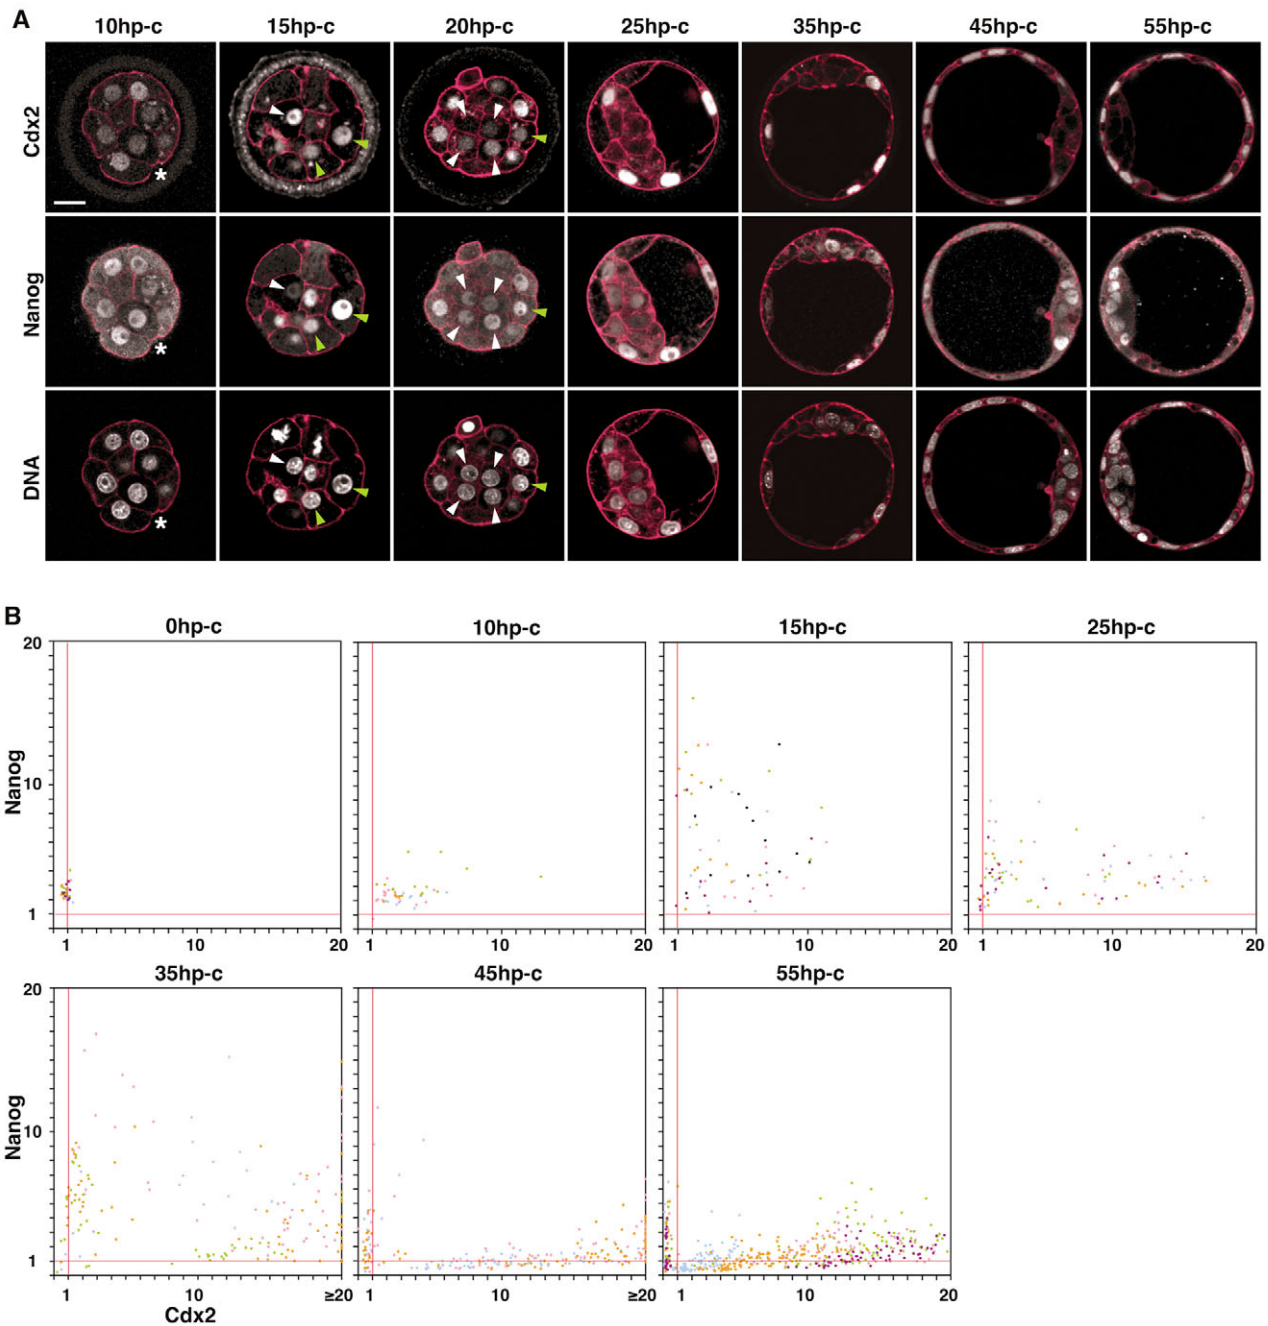 A
10hp-c 15hp-c 20hp-c 25hp-c 35hp-c 45hp-c 55hp-c
Cdx2
*
Nanog
*
DNA
*
B
0hp-c 10hp-c 15hp-c 25hp-c
20
Nanog
10
1
1 10 20 1 10 20 1 10 20 1 10 20
35hp-c 45hp-c 55hp-c
20
Nanog
10
1
1 10 ≥20 1 10 ≥20 1 10 20
Cdx2